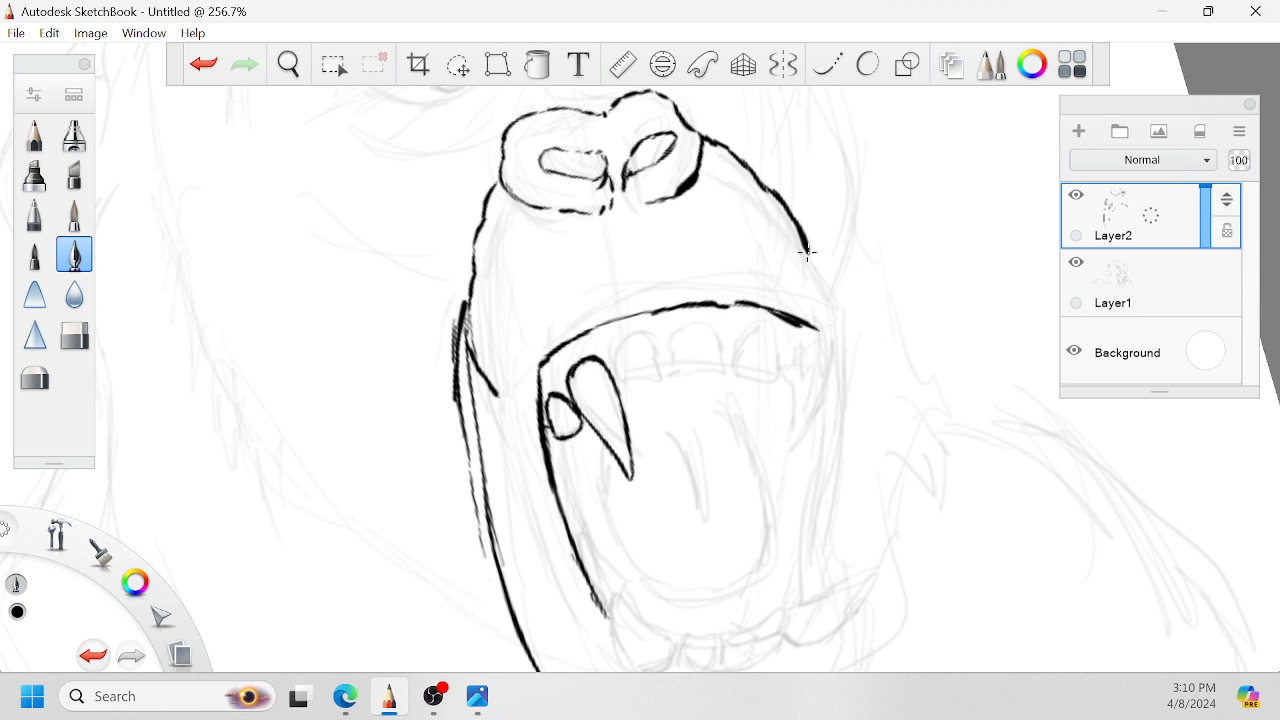 Autodesk SketchBook - Untitled @ 256.7%
File Edit Image Window Help
T
Normal
100
Layer2
Layer1
Background
Search
PRE
3:10 PM
4/8/2024